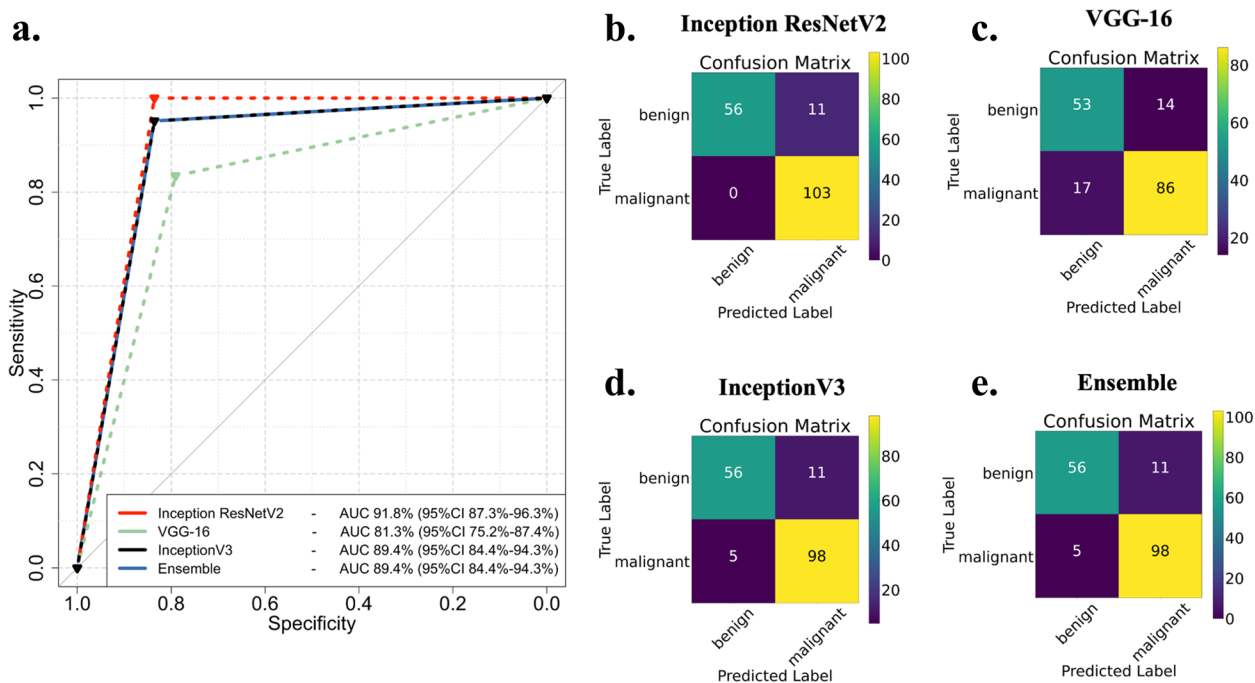 a.
1.0
0.8
0.6
0.4
0.2
0.0
Sensitivity
1.0 0.8 0.6 0.4 0.2 0.0
Specificity
Inception ResNetV2 - AUC 91.8% (95%CI 87.3%-96.3%)
VGG-16 - AUC 81.3% (95%CI 75.2%-87.4%)
InceptionV3 - AUC 89.4% (95%CI 84.4%-94.3%)
Ensemble - AUC 89.4% (95%CI 84.4%-94.3%)
b.
Inception ResNetV2
Confusion Matrix
True Label
benign 56 11
malignant 0 103
benign malignant
Predicted Label
100
80
60
40
20
0
c.
VGG-16
Confusion Matrix
True Label
benign 53 14
malignant 17 86
benign malignant
Predicted Label
80
60
40
20
d.
InceptionV3
Confusion Matrix
True Label
benign 56 11
malignant 5 98
benign malignant
Predicted Label
80
60
40
20
e.
Ensemble
Confusion Matrix
True Label
benign 56 11
malignant 5 98
benign malignant
Predicted Label
100
80
60
40
20
0